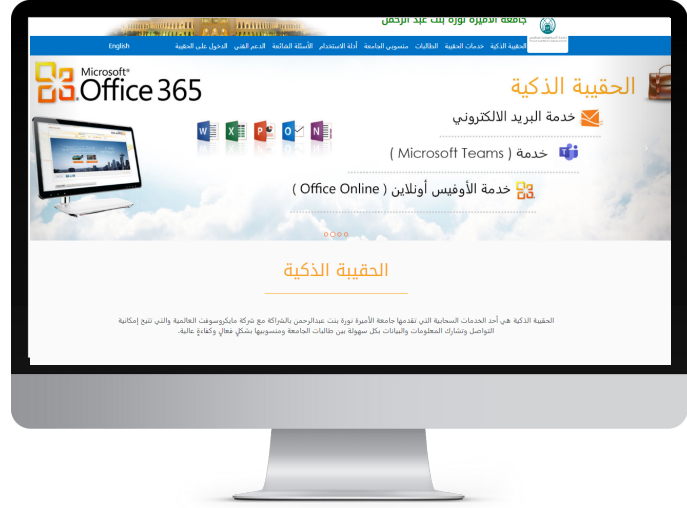 جامعة الأميرة نورة بنت عبد الرحمن
الحقيبة الذكية خدمات الحقيبة الطالبات منسوبي الجامعة أدلة الاستخدام الأسئلة الشائعة الدعم الفني الدخول على الحقيبة English
Microsoft®
Office 365
الحقيبة الذكية
خدمة البريد الالكتروني
خدمة ( Microsoft Teams )
خدمة الأوفيس أونلاين ( Office Online )
الحقيبة الذكية
الحقيبة الذكية هي أحد الخدمات السحابية التي تقدمها جامعة الأميرة نورة بنت عبدالرحمن بالشراكة مع شركة مايكروسوفت العالمية والتي تتيح إمكانية
التواصل وتشارك المعلومات والبيانات بكل سهولة بين طالبات الجامعة ومنسوبيها بشكلٍ فعالٍ وكفاءةٍ عالية.